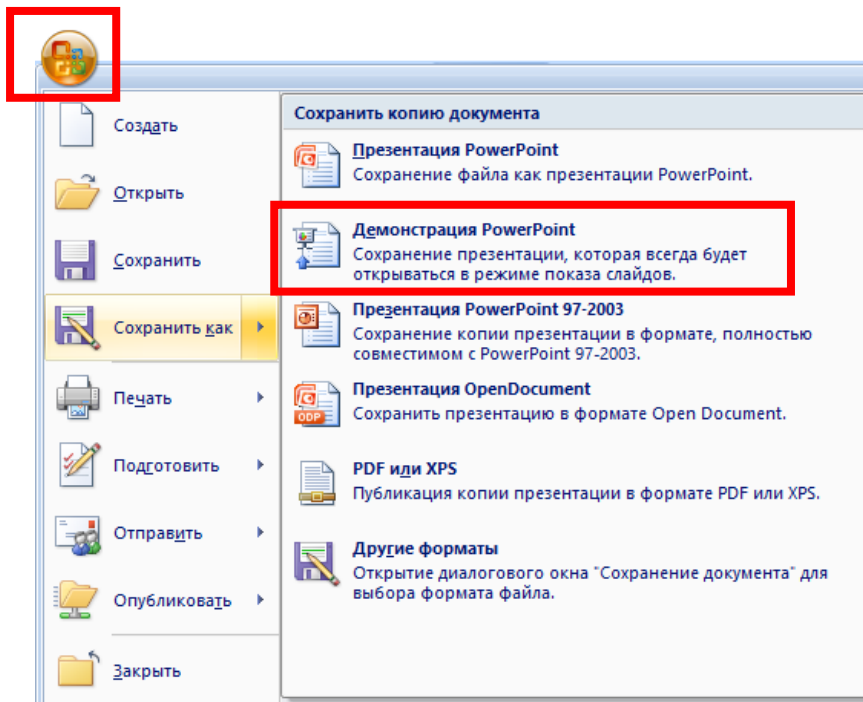 Создать
Открыть
Сохранить
Сохранить как
Печать
Подготовить
Отправить
Опубликовать
Закрыть
Сохранить копию документа
Презентация PowerPoint
Сохранение файла как презентации PowerPoint.
Демонстрация PowerPoint
Сохранение презентации, которая всегда будет
открываться в режиме показа слайдов.
Презентация PowerPoint 97-2003
Сохранение копии презентации в формате, полностью
совместимом с PowerPoint 97-2003.
Презентация OpenDocument
Сохранить презентацию в формате Open Document.
ODP
PDF или XPS
Публикация копии презентации в формате PDF или XPS.
Другие форматы
Открытие диалогового окна "Сохранение документа" для
выбора формата файла.